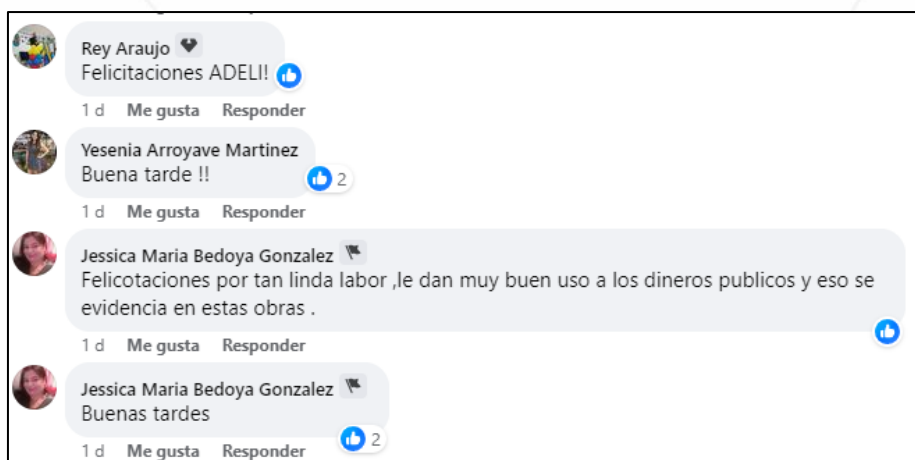 Rey Araujo
Felicitaciones ADELI!
1 d Me gusta Responder
Yesenia Arroyave Martinez
Buena tarde !!
2
1 d Me gusta Responder
Jessica Maria Bedoya Gonzalez
Felicotaciones por tan linda labor ,le dan muy buen uso a los dineros publicos y eso se
evidencia en estas obras .
1 d Me gusta Responder
Jessica Maria Bedoya Gonzalez
Buenas tardes
2
1 d Me gusta Responder